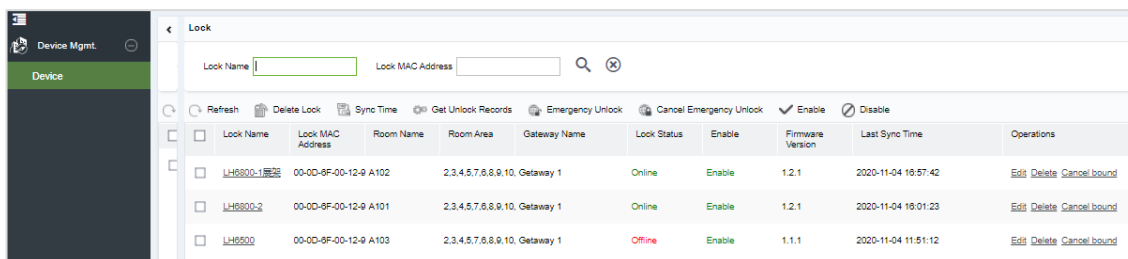 Lock
Device Mgmt.
Device
Lock Name Lock MAC Address
Refresh Delete Lock Sync Time Get Unlock Records Emergency Unlock Cancel Emergency Unlock Enable Disable
Lock Name Lock MAC Address Room Name Room Area Gateway Name Lock Status Enable Firmware Version Last Sync Time Operations
LH6800-1展架 00-0D-6F-00-12-9 A102 2,3,4,5,7,6,8,9,10, Getaway 1 Online Enable 1.2.1 2020-11-04 16:57:42 Edit Delete Cancel bound
LH6800-2 00-0D-6F-00-12-9 A101 2,3,4,5,7,6,8,9,10, Getaway 1 Online Enable 1.2.1 2020-11-04 16:01:23 Edit Delete Cancel bound
LH6500 00-0D-6F-00-12-9 A103 2,3,4,5,7,6,8,9,10, Getaway 1 Offline Enable 1.1.1 2020-11-04 11:51:12 Edit Delete Cancel bound